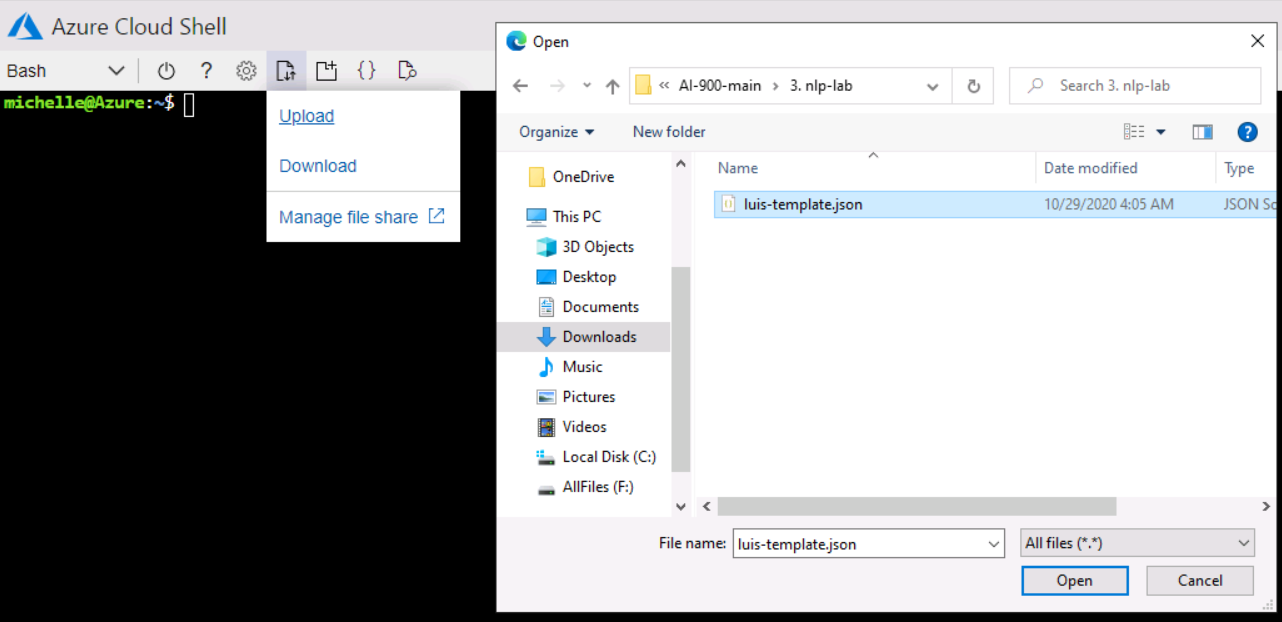 Azure Cloud Shell
Bash
?
{}
michelle@Azure:~$
Upload
Download
Manage file share
Open
« AI-900-main › 3. nlp-lab
Search 3. nlp-lab
Organize
New folder
?
Name
Date modified
Type
OneDrive
This PC
3D Objects
Desktop
Documents
Downloads
Music
Pictures
Videos
Local Disk (C:)
AllFiles (F:)
luis-template.json
10/29/2020 4:05 AM
JSON Sc
File name:
luis-template.json
All files (*.*)
Open
Cancel